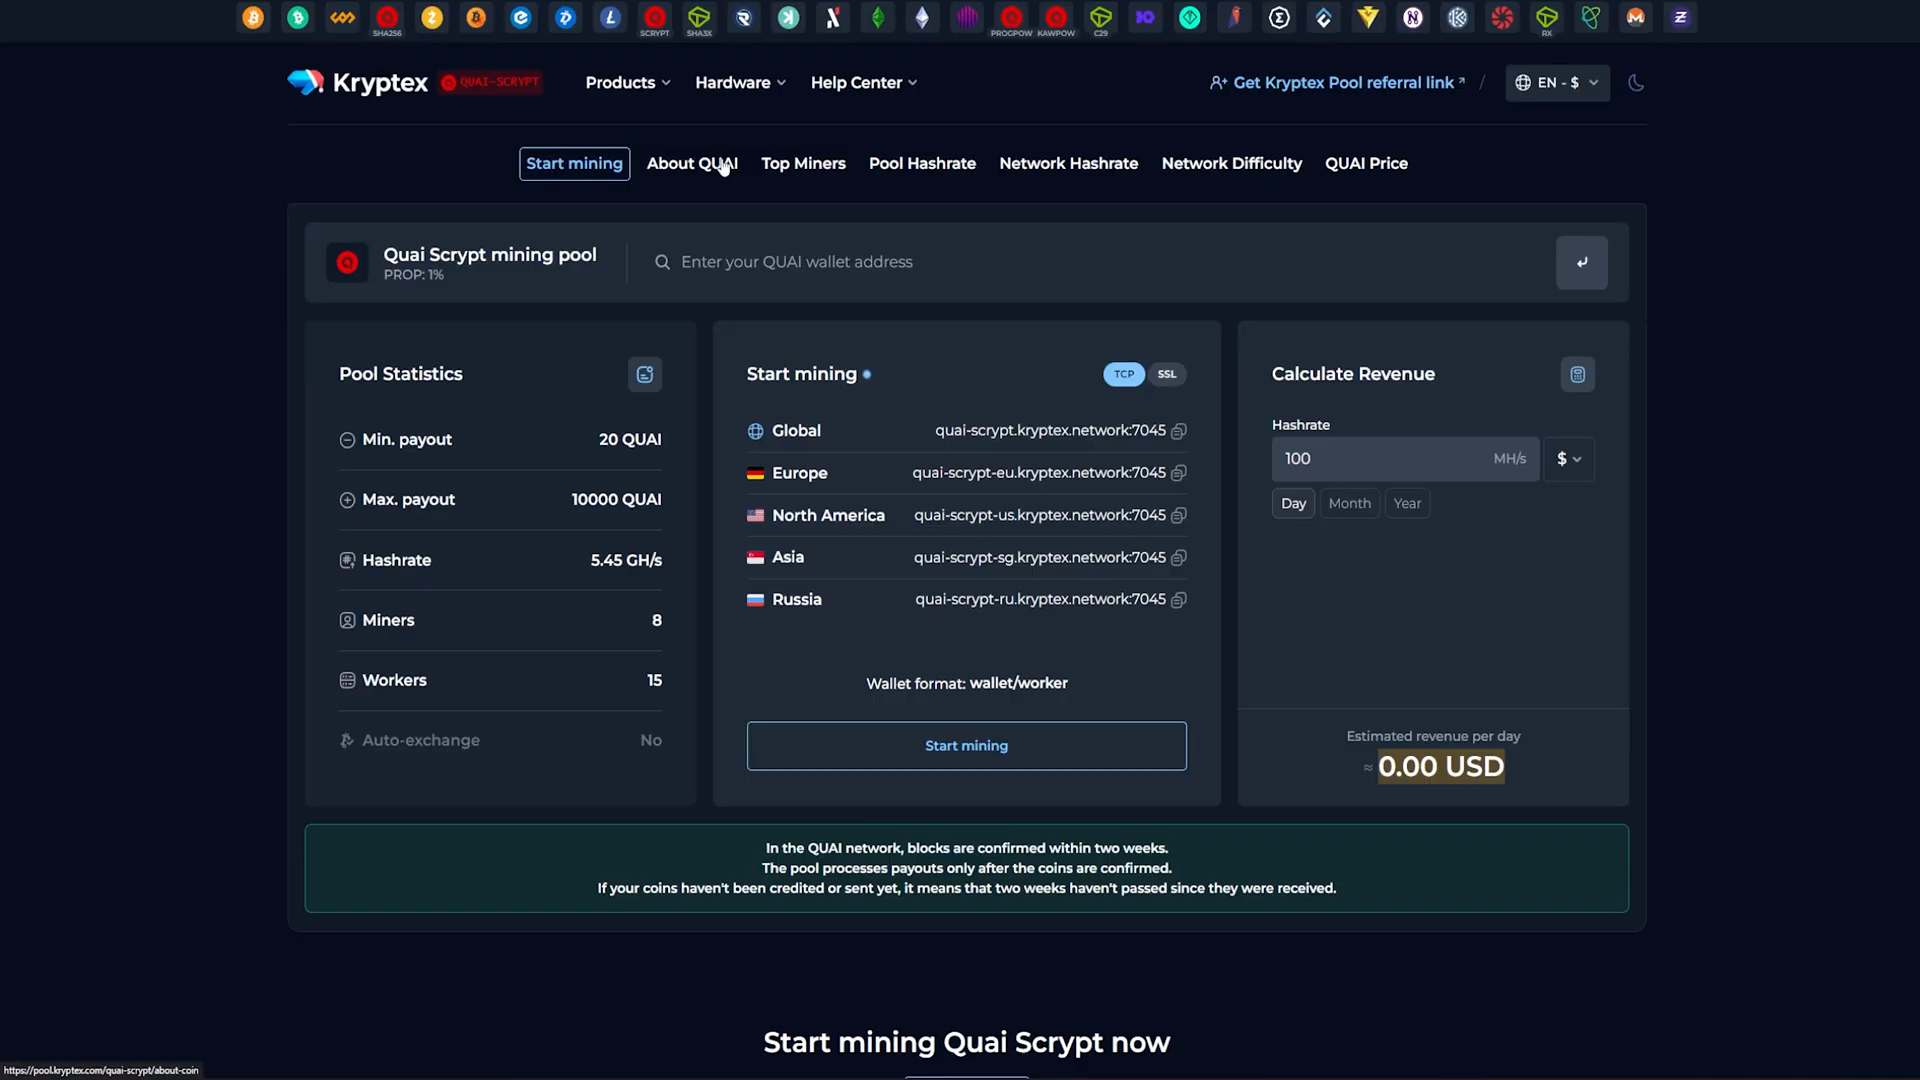 SHA256
SCRYPT
SHA3X
PROGPOW
KAWPOW
C29
RX
Kryptex
QUAI-SCRYPT
Products
Hardware
Help Center
Get Kryptex Pool referral link
/
EN - $
Start mining
About QUAI
Top Miners
Pool Hashrate
Network Hashrate
Network Difficulty
QUAI Price
Quai Scrypt mining pool
PROP: 1%
Enter your QUAI wallet address
Pool Statistics
Min. payout 20 QUAI
Max. payout 10000 QUAI
Hashrate 5.45 GH/s
Miners 8
Workers 15
Auto-exchange No
Start mining
TCP
SSL
Global quai-scrypt.kryptex.network:7045
Europe quai-scrypt-eu.kryptex.network:7045
North America quai-scrypt-us.kryptex.network:7045
Asia quai-scrypt-sg.kryptex.network:7045
Russia quai-scrypt-ru.kryptex.network:7045
Wallet format: wallet/worker
Start mining
Calculate Revenue
Hashrate
100 MH/s $
Day Month Year
Estimated revenue per day
≈ 0.00 USD
In the QUAI network, blocks are confirmed within two weeks.
The pool processes payouts only after the coins are confirmed.
If your coins haven't been credited or sent yet, it means that two weeks haven't passed since they were received.
Start mining Quai Scrypt now
https://pool.kryptex.com/quai-scrypt/about-coin